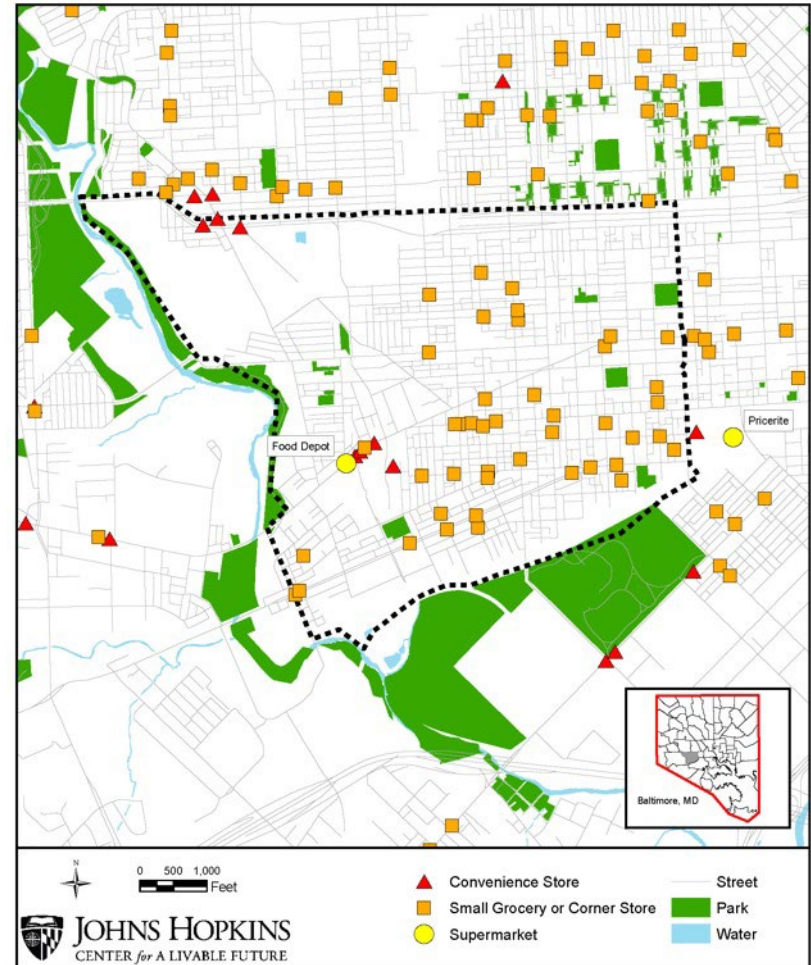 Pricerite
Food Depot
Baltimore, MD
N
0 500 1,000
Feet
JOHNS HOPKINS
CENTER for A LIVABLE FUTURE
Convenience Store
Small Grocery or Corner Store
Supermarket
Street
Park
Water